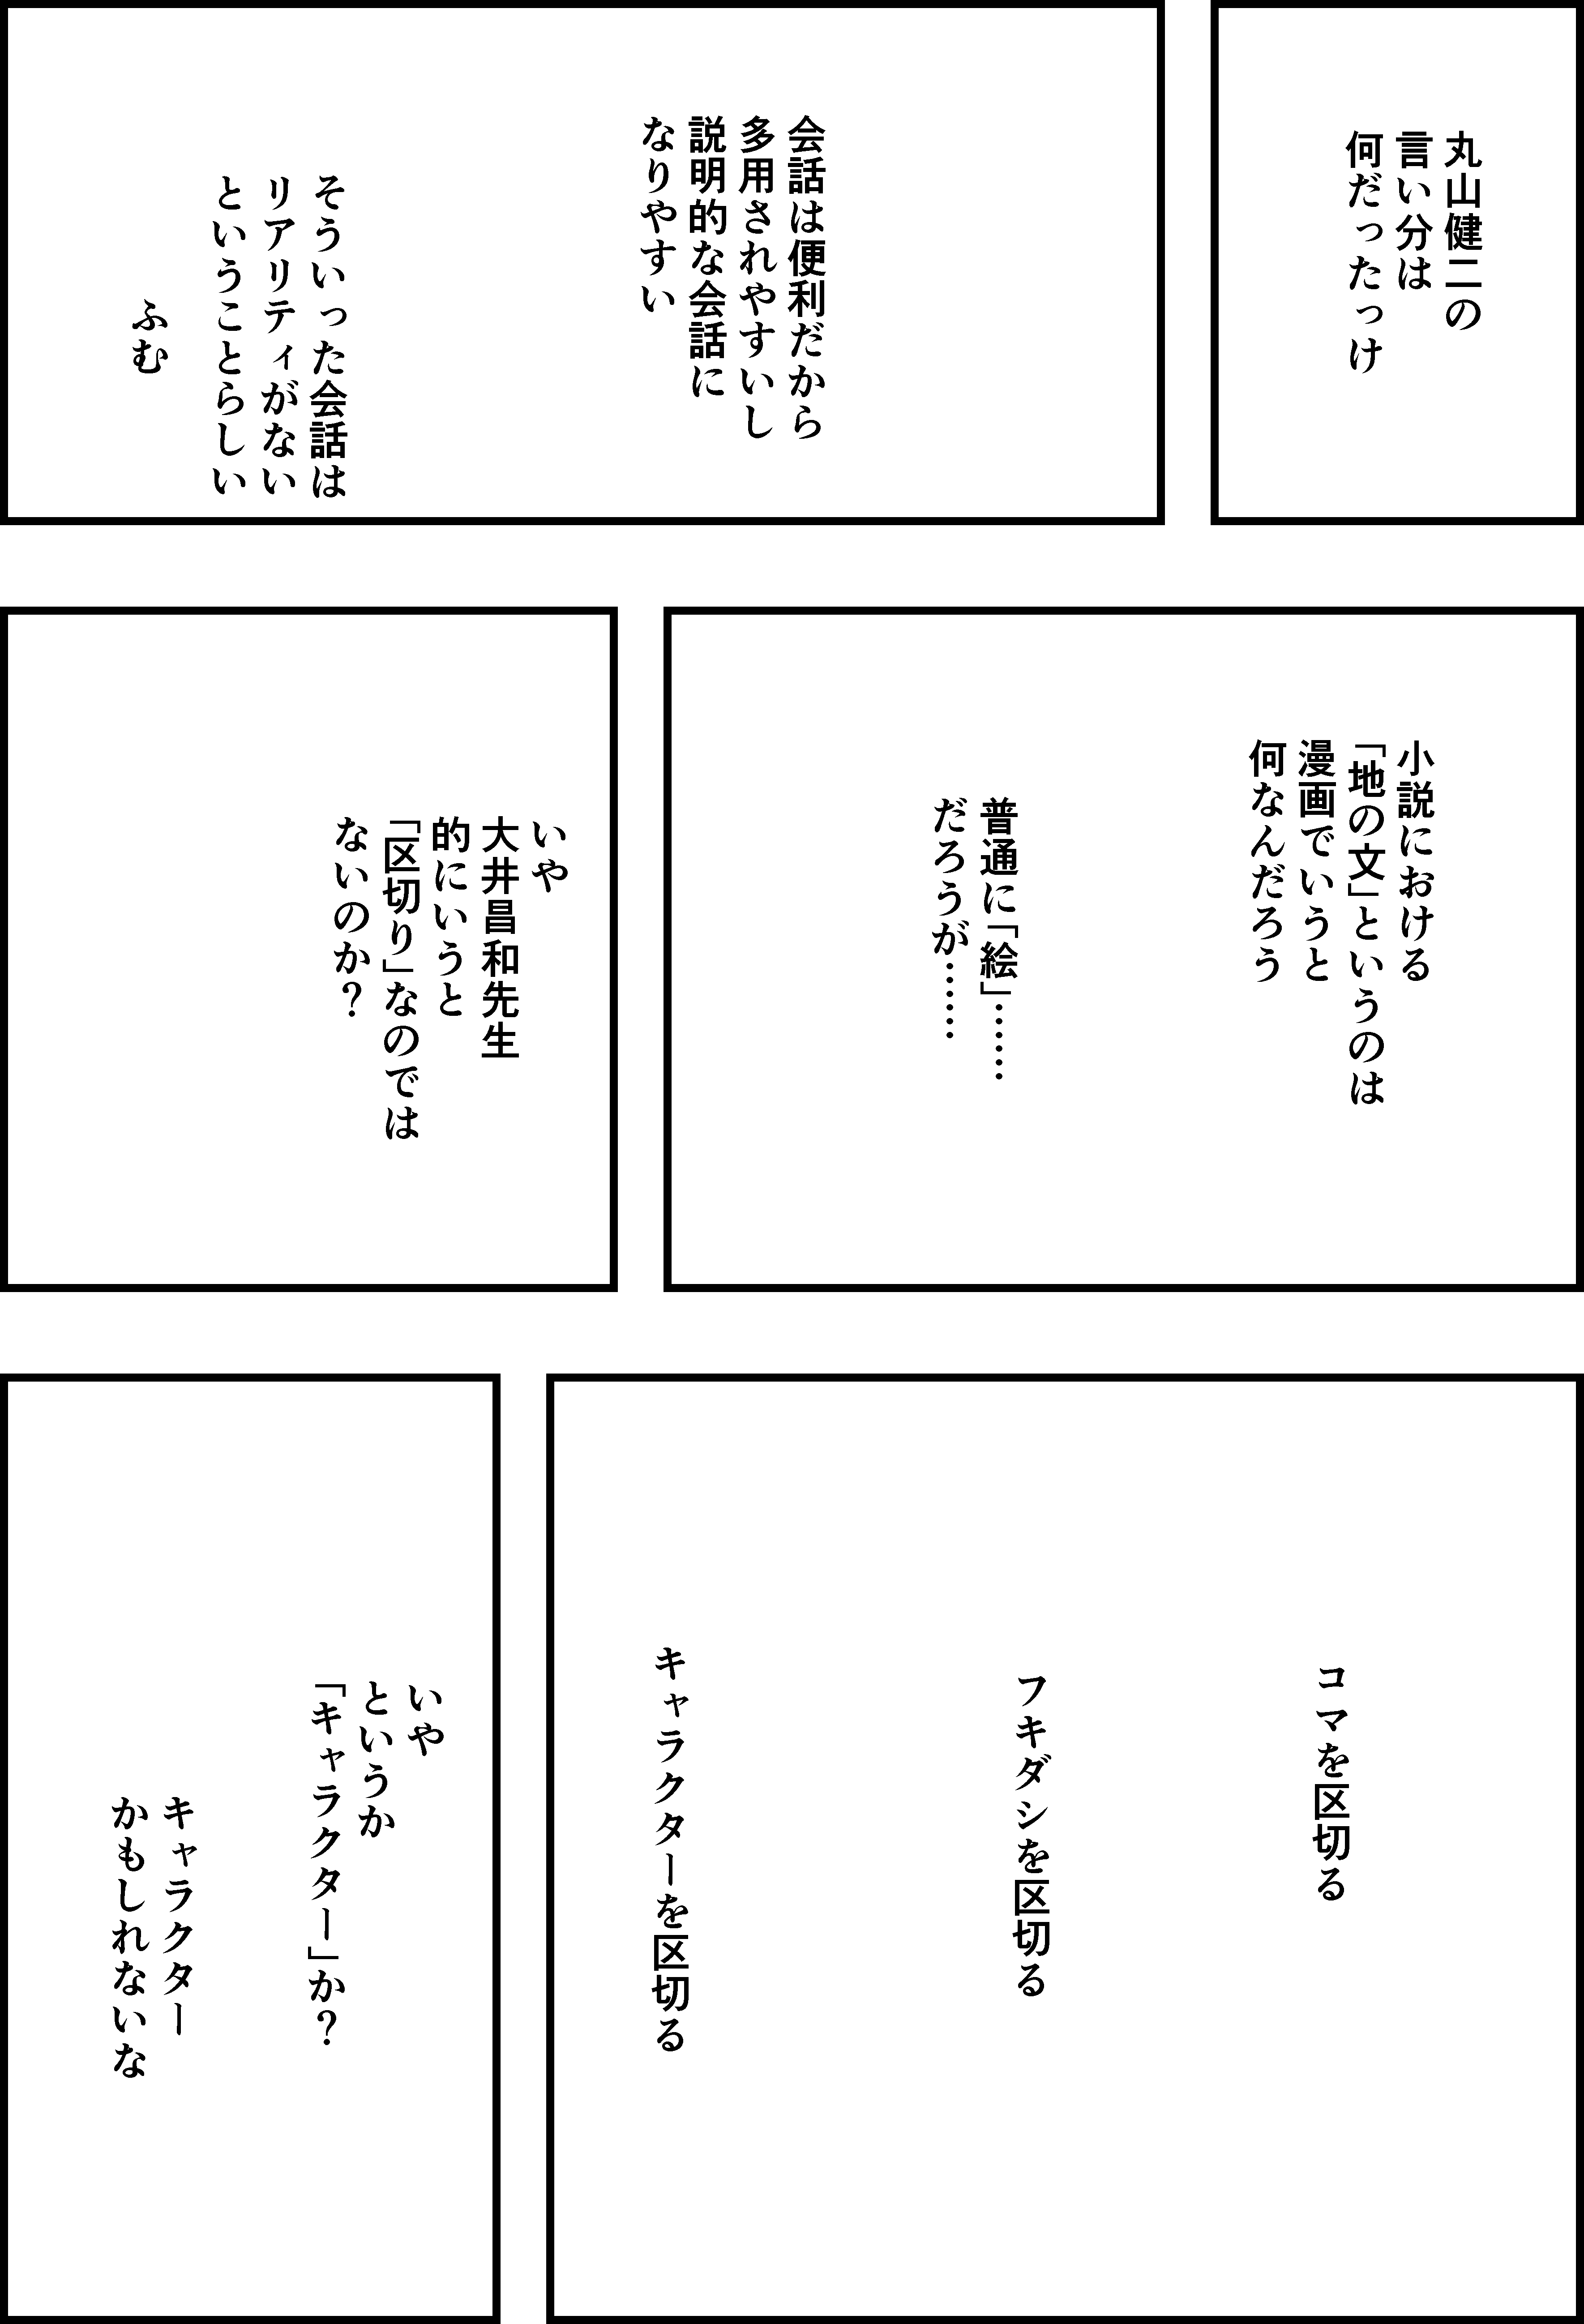 丸山健二の
言い分は
何だったっけ
会話は便利だから
多用されやすいし
説明的な会話に
なりやすい
そういった会話は
リアリティがない
ということらしい
ふむ
小説における
「地の文」というのは
漫画でいうと
何なんだろう
普通に「絵」……
だろうが……
いや
大井昌和先生
的にいうと
「区切り」なのでは
ないのか？
コマを区切る
フキダシを区切る
キャラクターを区切る
いや
というか
「キャラクター」か？
キャラクター
かもしれないな